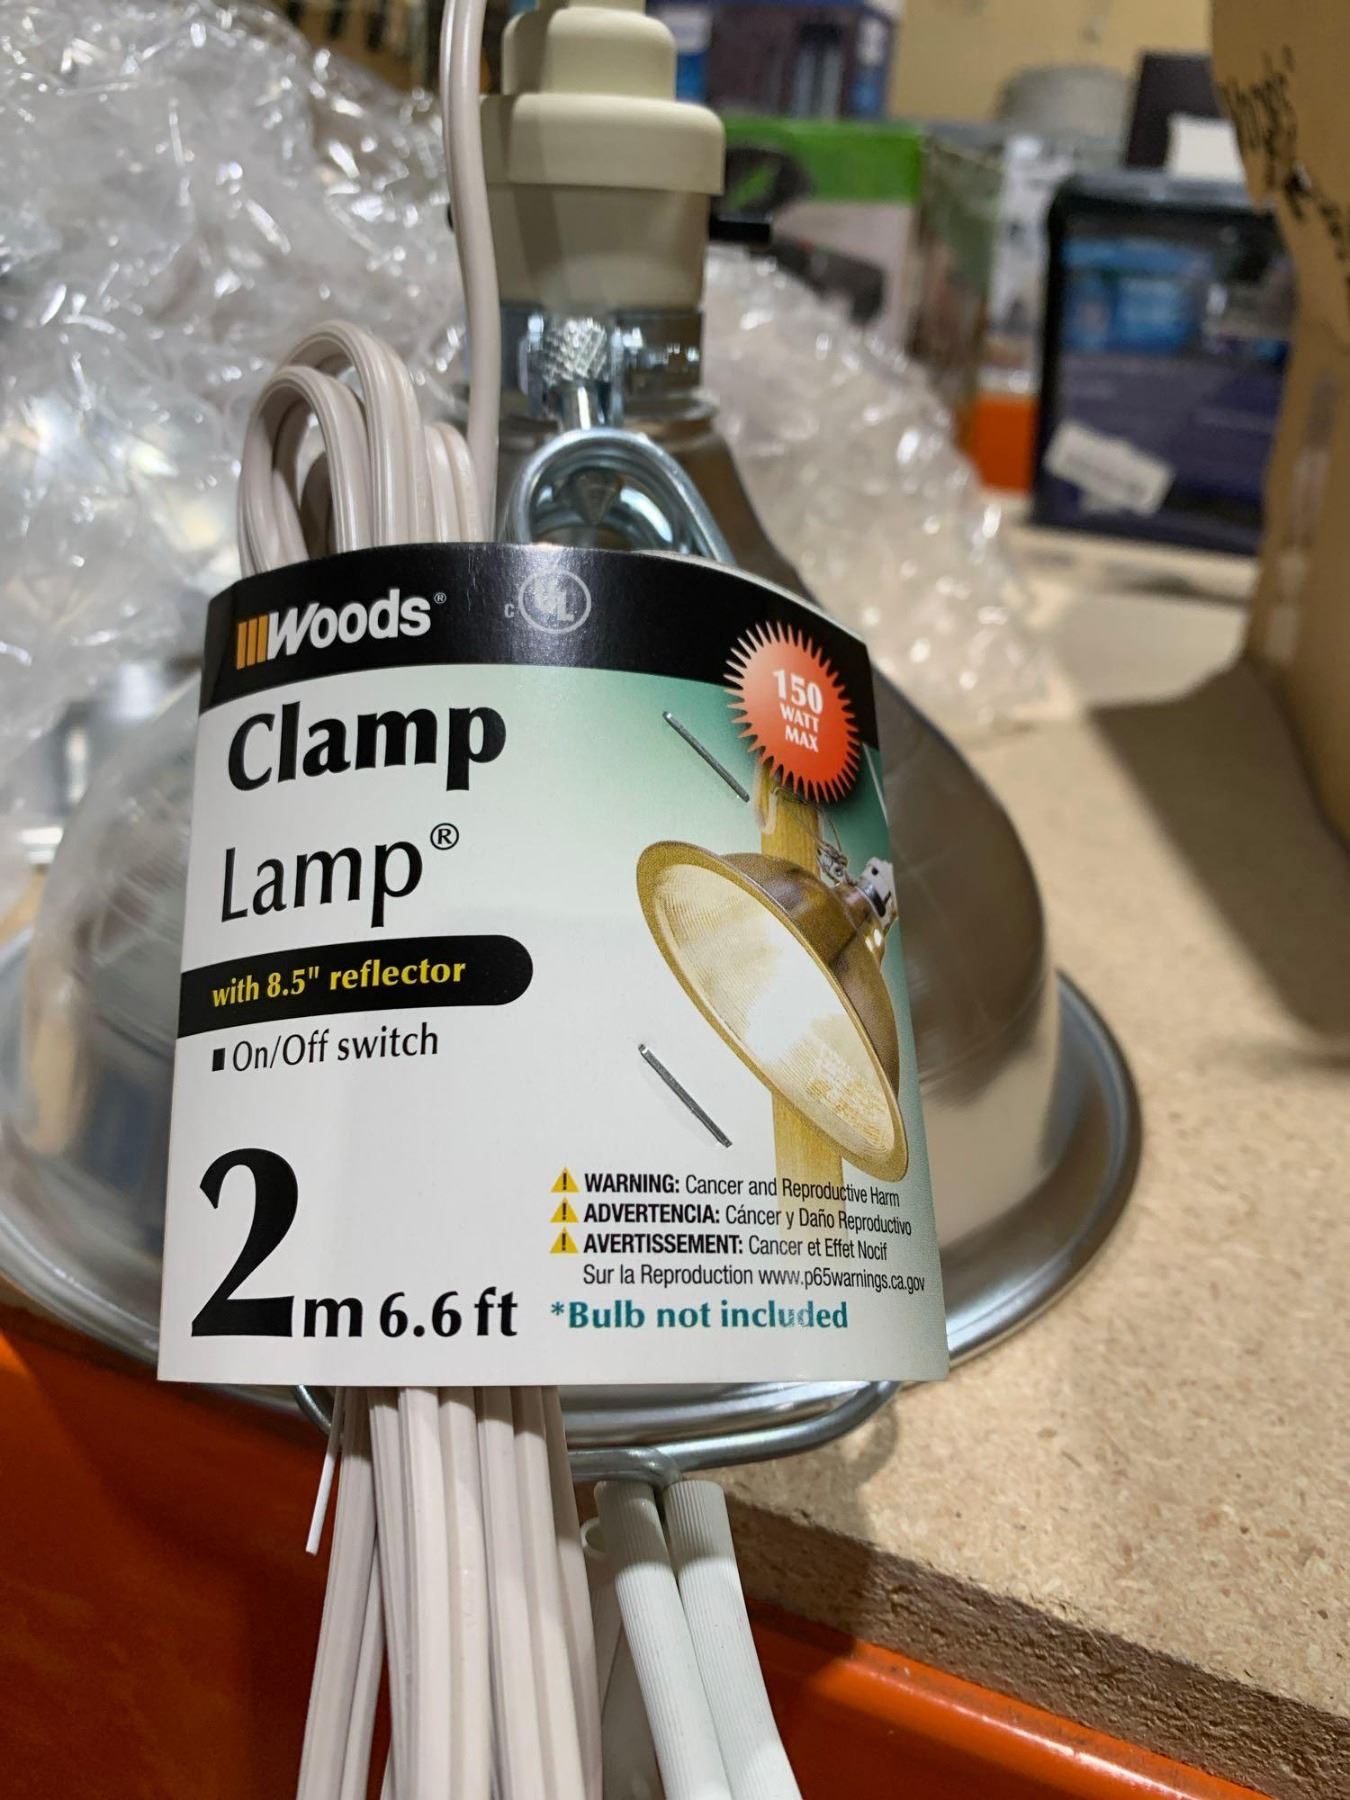 Woods®
c UL
150
WATT
MAX
Clamp
Lamp®
with 8.5" reflector
On/Off switch
2m 6.6 ft
WARNING: Cancer and Reproductive Harm
ADVERTENCIA: Cáncer y Daño Reproductivo
AVERTISSEMENT: Cancer et Effet Nocif
Sur la Reproduction www.p65warnings.ca.gov
*Bulb not included